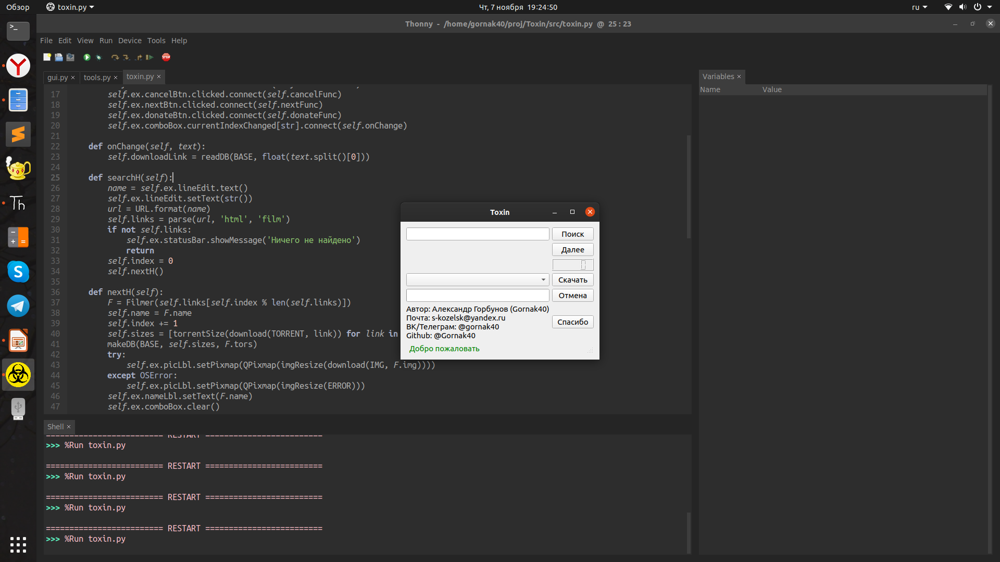 Обзор
toxin.py
Чт, 7 ноября 19:24:50
ru
Thonny - /home/gornak40/proj/Toxin/src/toxin.py @ 25 : 23
File Edit View Run Device Tools Help
STOP
gui.py × tools.py × toxin.py ×
17 self.ex.cancelBtn.clicked.connect(self.cancelFunc)
18 self.ex.nextBtn.clicked.connect(self.nextFunc)
19 self.ex.donateBtn.clicked.connect(self.donateFunc)
20 self.ex.comboBox.currentIndexChanged[str].connect(self.onChange)
21
22 def onChange(self, text):
23 self.downloadLink = readDB(BASE, float(text.split()[0]))
24
25 def searchH(self):
26 name = self.ex.lineEdit.text()
27 self.ex.lineEdit.setText(str())
28 url = URL.format(name)
29 self.links = parse(url, 'html', 'film')
30 if not self.links:
31 self.ex.statusBar.showMessage('Ничего не найдено')
32 return
33 self.index = 0
34 self.nextH()
35
36 def nextH(self):
37 F = Filmer(self.links[self.index % len(self.links)])
38 self.name = F.name
39 self.index += 1
40 self.sizes = [torrentSize(download(TORRENT, link)) for link in
41 makeDB(BASE, self.sizes, F.tors)
42 try:
43 self.ex.picLbl.setPixmap(QPixmap(imgResize(download(IMG, F.img))))
44 except OSError:
45 self.ex.picLbl.setPixmap(QPixmap(imgResize(ERROR)))
46 self.ex.nameLbl.setText(F.name)
47 self.ex.comboBox.clear()
Variables ×
Name Value
Toxin
Поиск
Далее
0
Скачать
Отмена
Автор: Александр Горбунов (Gornak40)
Почта: s-kozelsk@yandex.ru
ВК/Телеграм: @gornak40
Github: @Gornak40
Спасибо
Добро пожаловать
Shell ×
========================= RESTART =========================
>>> %Run toxin.py
========================= RESTART =========================
>>> %Run toxin.py
========================= RESTART =========================
>>> %Run toxin.py
========================= RESTART =========================
>>> %Run toxin.py